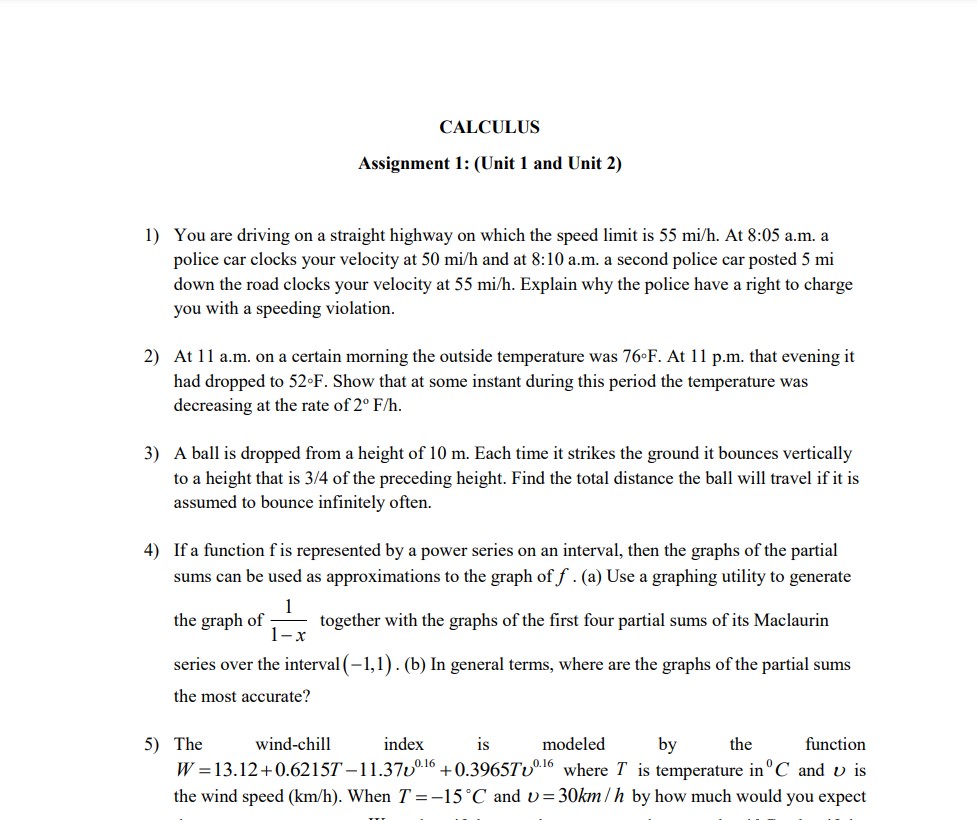 CALCULUS
Assignment 1: (Unit 1 and Unit 2)
1) You are driving on a straight highway on which the speed limit is 55 mi/h. At 8:05 a.m. a
police car clocks your velocity at 50 mi/h and at 8:10 a.m. a second police car posted 5 mi
down the road clocks your velocity at 55 mi/h. Explain why the police have a right to charge
you with a speeding violation.
2) At 11 a.m. on a certain morning the outside temperature was 76∘F. At 11 p.m. that evening it
had dropped to 52∘F. Show that at some instant during this period the temperature was
decreasing at the rate of 2º F/h.
3) A ball is dropped from a height of 10 m. Each time it strikes the ground it bounces vertically
to a height that is 3/4 of the preceding height. Find the total distance the ball will travel if it is
assumed to bounce infinitely often.
4) If a function f is represented by a power series on an interval, then the graphs of the partial
sums can be used as approximations to the graph of f . (a) Use a graphing utility to generate
the graph of 1/(1−x) together with the graphs of the first four partial sums of its Maclaurin
series over the interval (−1,1) . (b) In general terms, where are the graphs of the partial sums
the most accurate?
5) The wind-chill index is modeled by the function
W = 13.12+0.6215T −11.37υ^0.16 +0.3965Tυ^0.16 where T is temperature in ⁰C and υ is
the wind speed (km/h). When T = −15°C and υ = 30km / h by how much would you expect